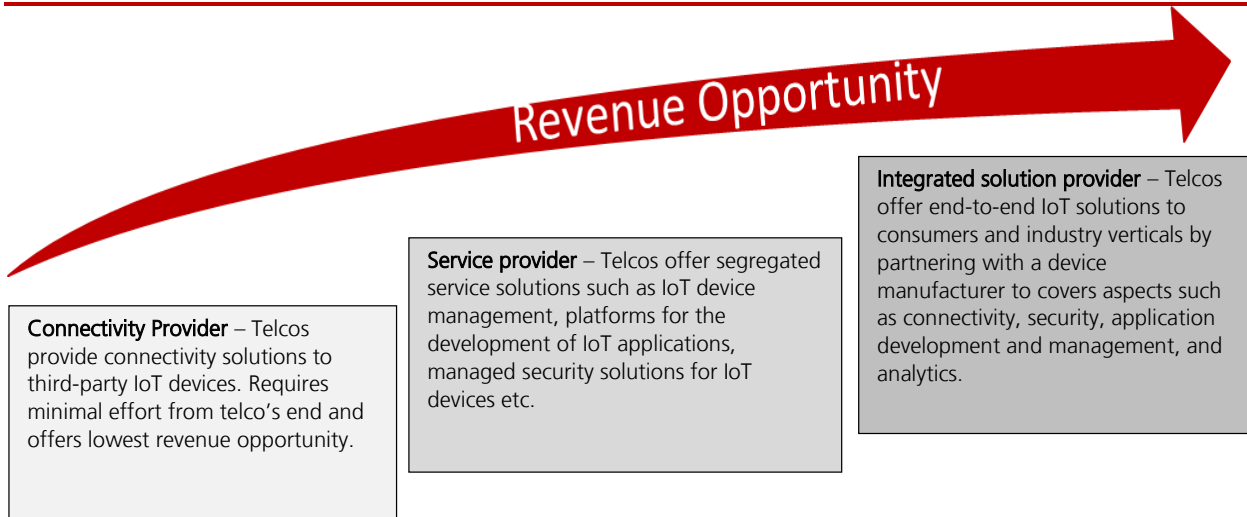 Revenue Opportunity
Connectivity Provider – Telcos
provide connectivity solutions to
third-party IoT devices. Requires
minimal effort from telco’s end and
offers lowest revenue opportunity.
Service provider – Telcos offer segregated
service solutions such as IoT device
management, platforms for the
development of IoT applications,
managed security solutions for IoT
devices etc.
Integrated solution provider – Telcos
offer end-to-end IoT solutions to
consumers and industry verticals by
partnering with a device
manufacturer to covers aspects such
as connectivity, security, application
development and management, and
analytics.